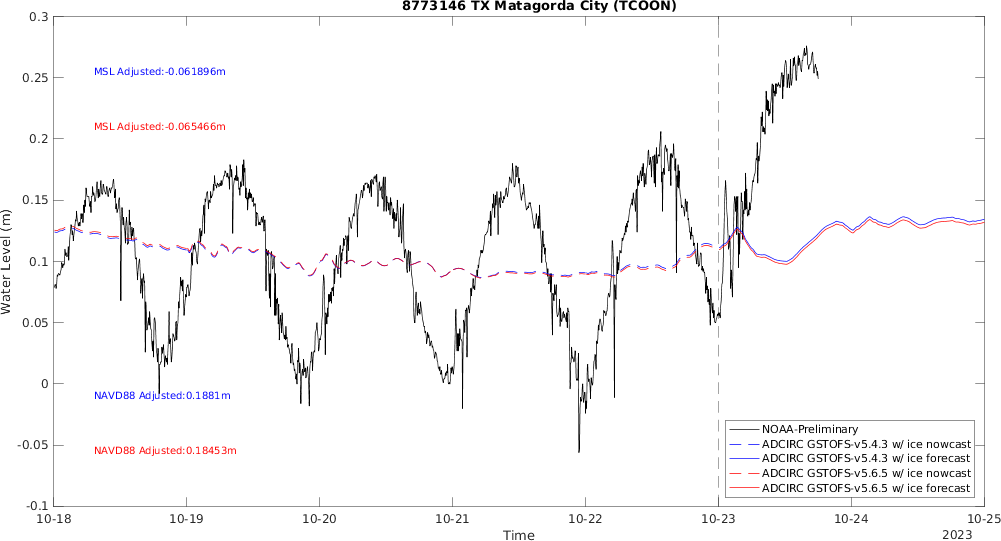 8773146 TX Matagorda City (TCOON)
0.3
0.25
0.2
0.15
0.1
0.05
0
-0.05
-0.1
Water Level (m)
MSL Adjusted:-0.061896m
MSL Adjusted:-0.065466m
NAVD88 Adjusted:0.1881m
NAVD88 Adjusted:0.18453m
NOAA-Preliminary
ADCIRC GSTOFS-v5.4.3 w/ ice nowcast
ADCIRC GSTOFS-v5.4.3 w/ ice forecast
ADCIRC GSTOFS-v5.6.5 w/ ice nowcast
ADCIRC GSTOFS-v5.6.5 w/ ice forecast
10-18 10-19 10-20 10-21 10-22 10-23 10-24 10-25
Time
2023